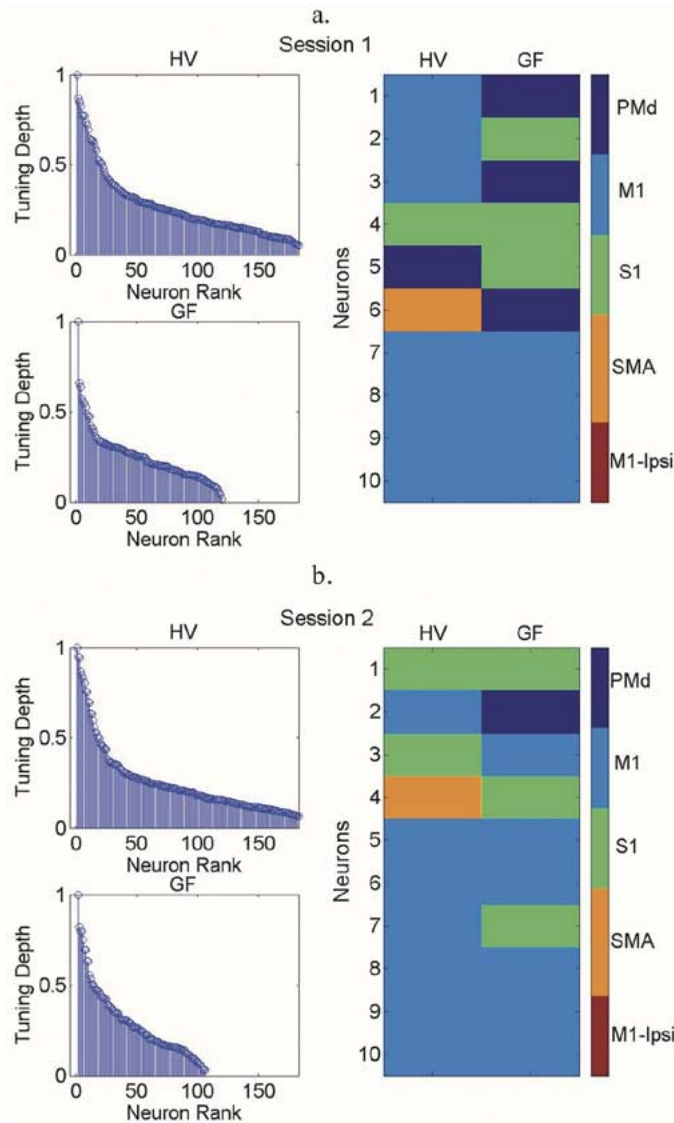 a.
Session 1
HV
1
0.5
0
Tuning Depth
0 50 100 150
Neuron Rank
GF
1
0.5
0
Tuning Depth
0 50 100 150
Neuron Rank
HV GF
Neurons
1
2
3
4
5
6
7
8
9
10
PMd
M1
S1
SMA
M1-Ipsi
b.
Session 2
HV
1
0.5
0
Tuning Depth
0 50 100 150
Neuron Rank
GF
1
0.5
0
Tuning Depth
0 50 100 150
Neuron Rank
HV GF
Neurons
1
2
3
4
5
6
7
8
9
10
PMd
M1
S1
SMA
M1-Ipsi